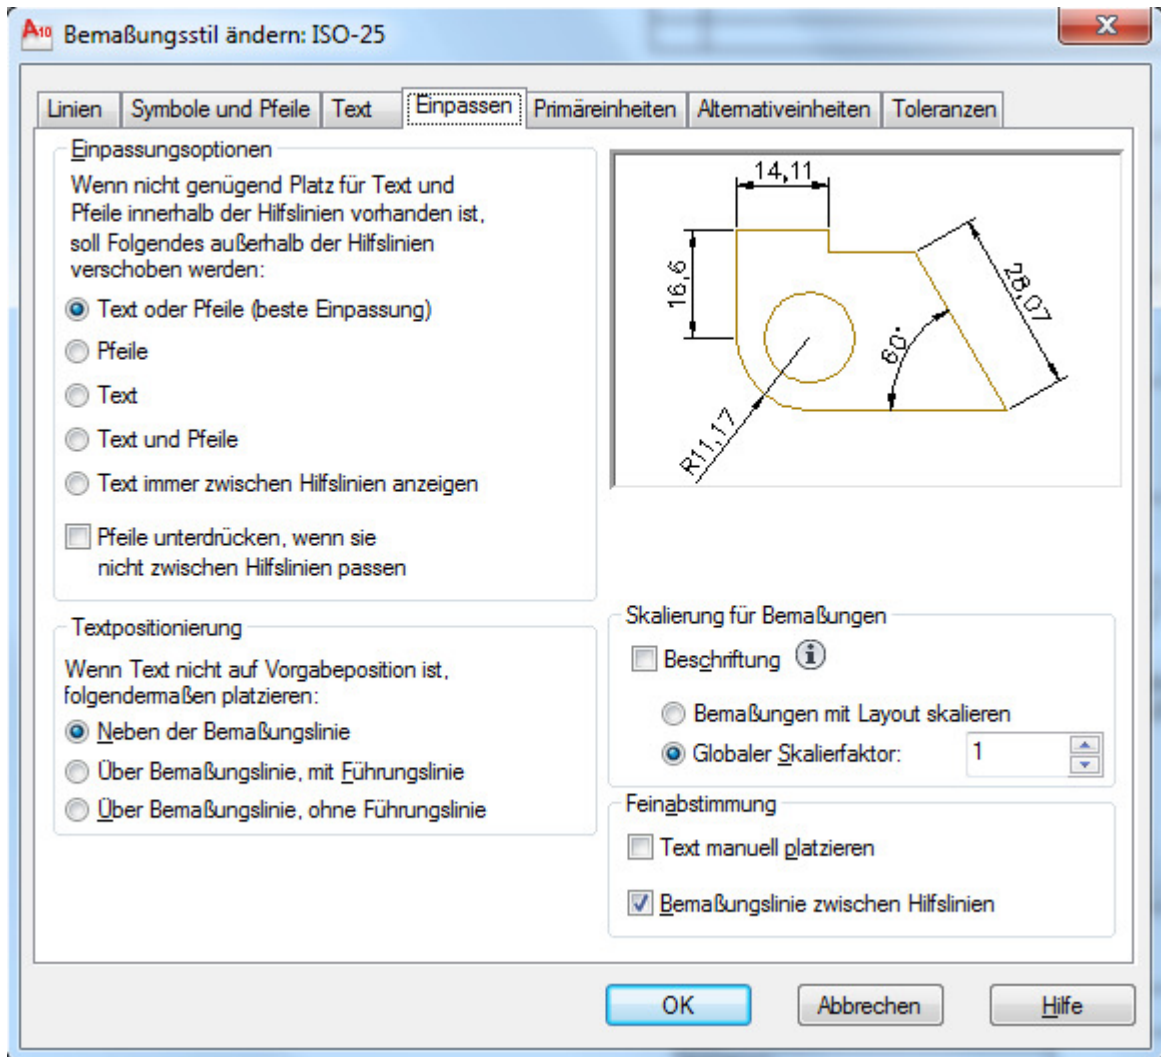 A10 Bemaßungsstil ändern: ISO-25
Linien Symbole und Pfeile Text Einpassen Primäreinheiten Alternativeinheiten Toleranzen
Einpassungsoptionen
Wenn nicht genügend Platz für Text und
Pfeile innerhalb der Hilfslinien vorhanden ist,
soll Folgendes außerhalb der Hilfslinien
verschoben werden:
Text oder Pfeile (beste Einpassung)
Pfeile
Text
Text und Pfeile
Text immer zwischen Hilfslinien anzeigen
Pfeile unterdrücken, wenn sie
nicht zwischen Hilfslinien passen
Textpositionierung
Wenn Text nicht auf Vorgabeposition ist,
folgendermaßen platzieren:
Neben der Bemaßungslinie
Über Bemaßungslinie, mit Führungslinie
Über Bemaßungslinie, ohne Führungslinie
14,11
16,6
28,07
60°
R11,17
Skalierung für Bemaßungen
Beschriftung i
Bemaßungen mit Layout skalieren
Globaler Skalierfaktor: 1
Feinabstimmung
Text manuell platzieren
Bemaßungslinie zwischen Hilfslinien
OK Abbrechen Hilfe